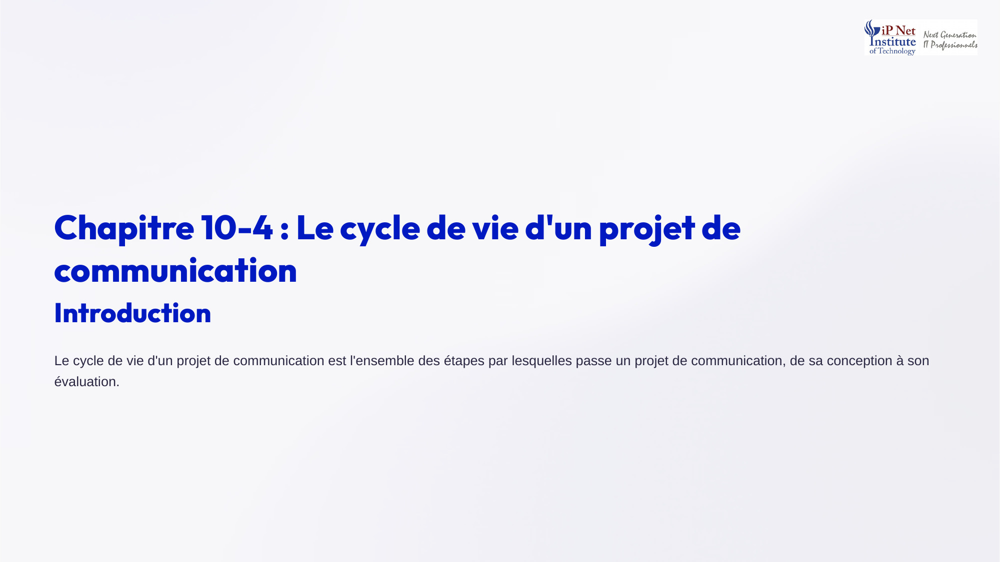 iP Net
Institute
of Technology
Next Generation
IT Professionnels
Chapitre 10-4 : Le cycle de vie d'un projet de
communication
Introduction
Le cycle de vie d'un projet de communication est l'ensemble des étapes par lesquelles passe un projet de communication, de sa conception à son
évaluation.